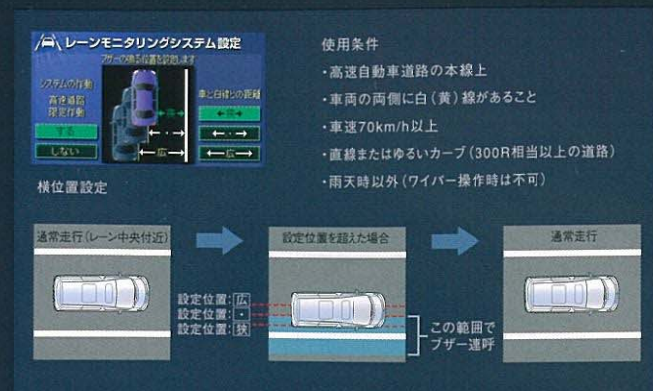 レーンモニタリングシステム設定
ブザーの鳴る位置を設定します
システムの作動
高速道路
限定作動
する
しない
車と白線との距離
←狭→
←・→
←広→
←狭→
←・→
←広→
横位置設定
使用条件
・高速自動車道路の本線上
・車両の両側に白(黄)線があること
・車速70km/h以上
・直線またはゆるいカーブ(300R相当以上の道路)
・雨天時以外(ワイパー操作時は不可)
通常走行(レーン中央付近)
設定位置を超えた場合
通常走行
設定位置:広
設定位置:・
設定位置:狭
この範囲で
ブザー連呼